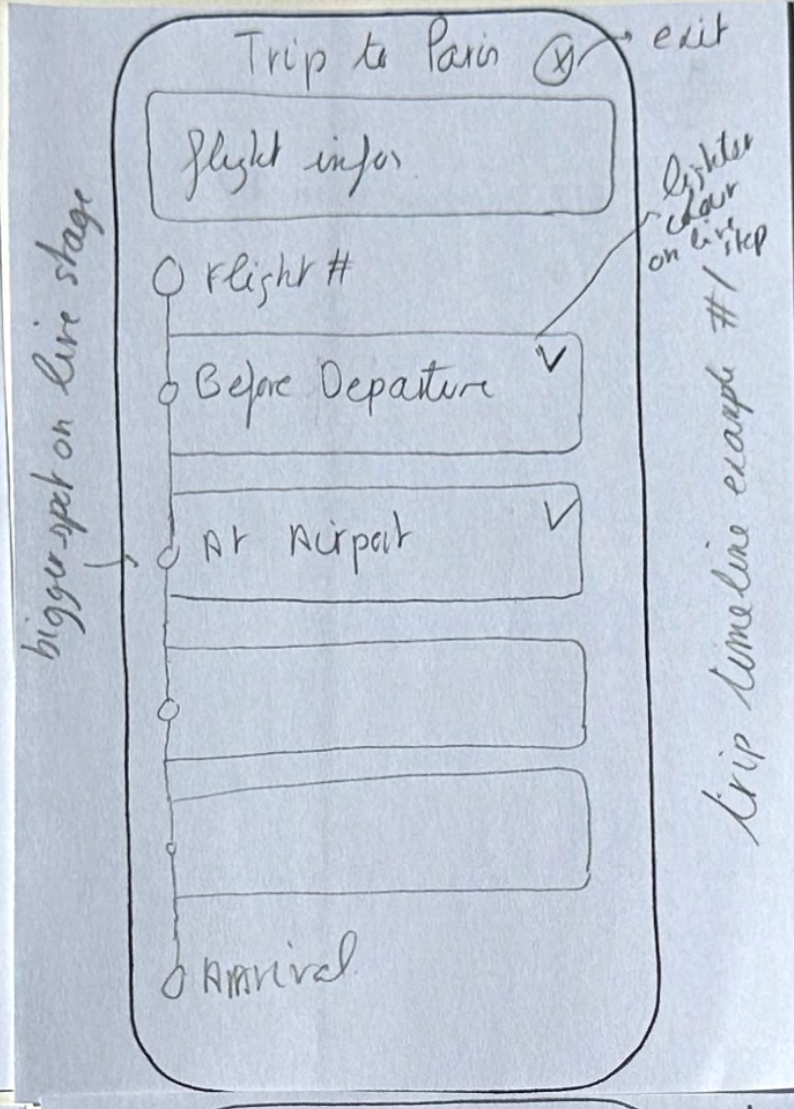 Trip to Paris (X) → exit
flight infos
lighter
colour
on live
step
Flight #
Before Departure ✓
At Airport ✓
Arrival
bigger spot on live stage
trip timeline example #1